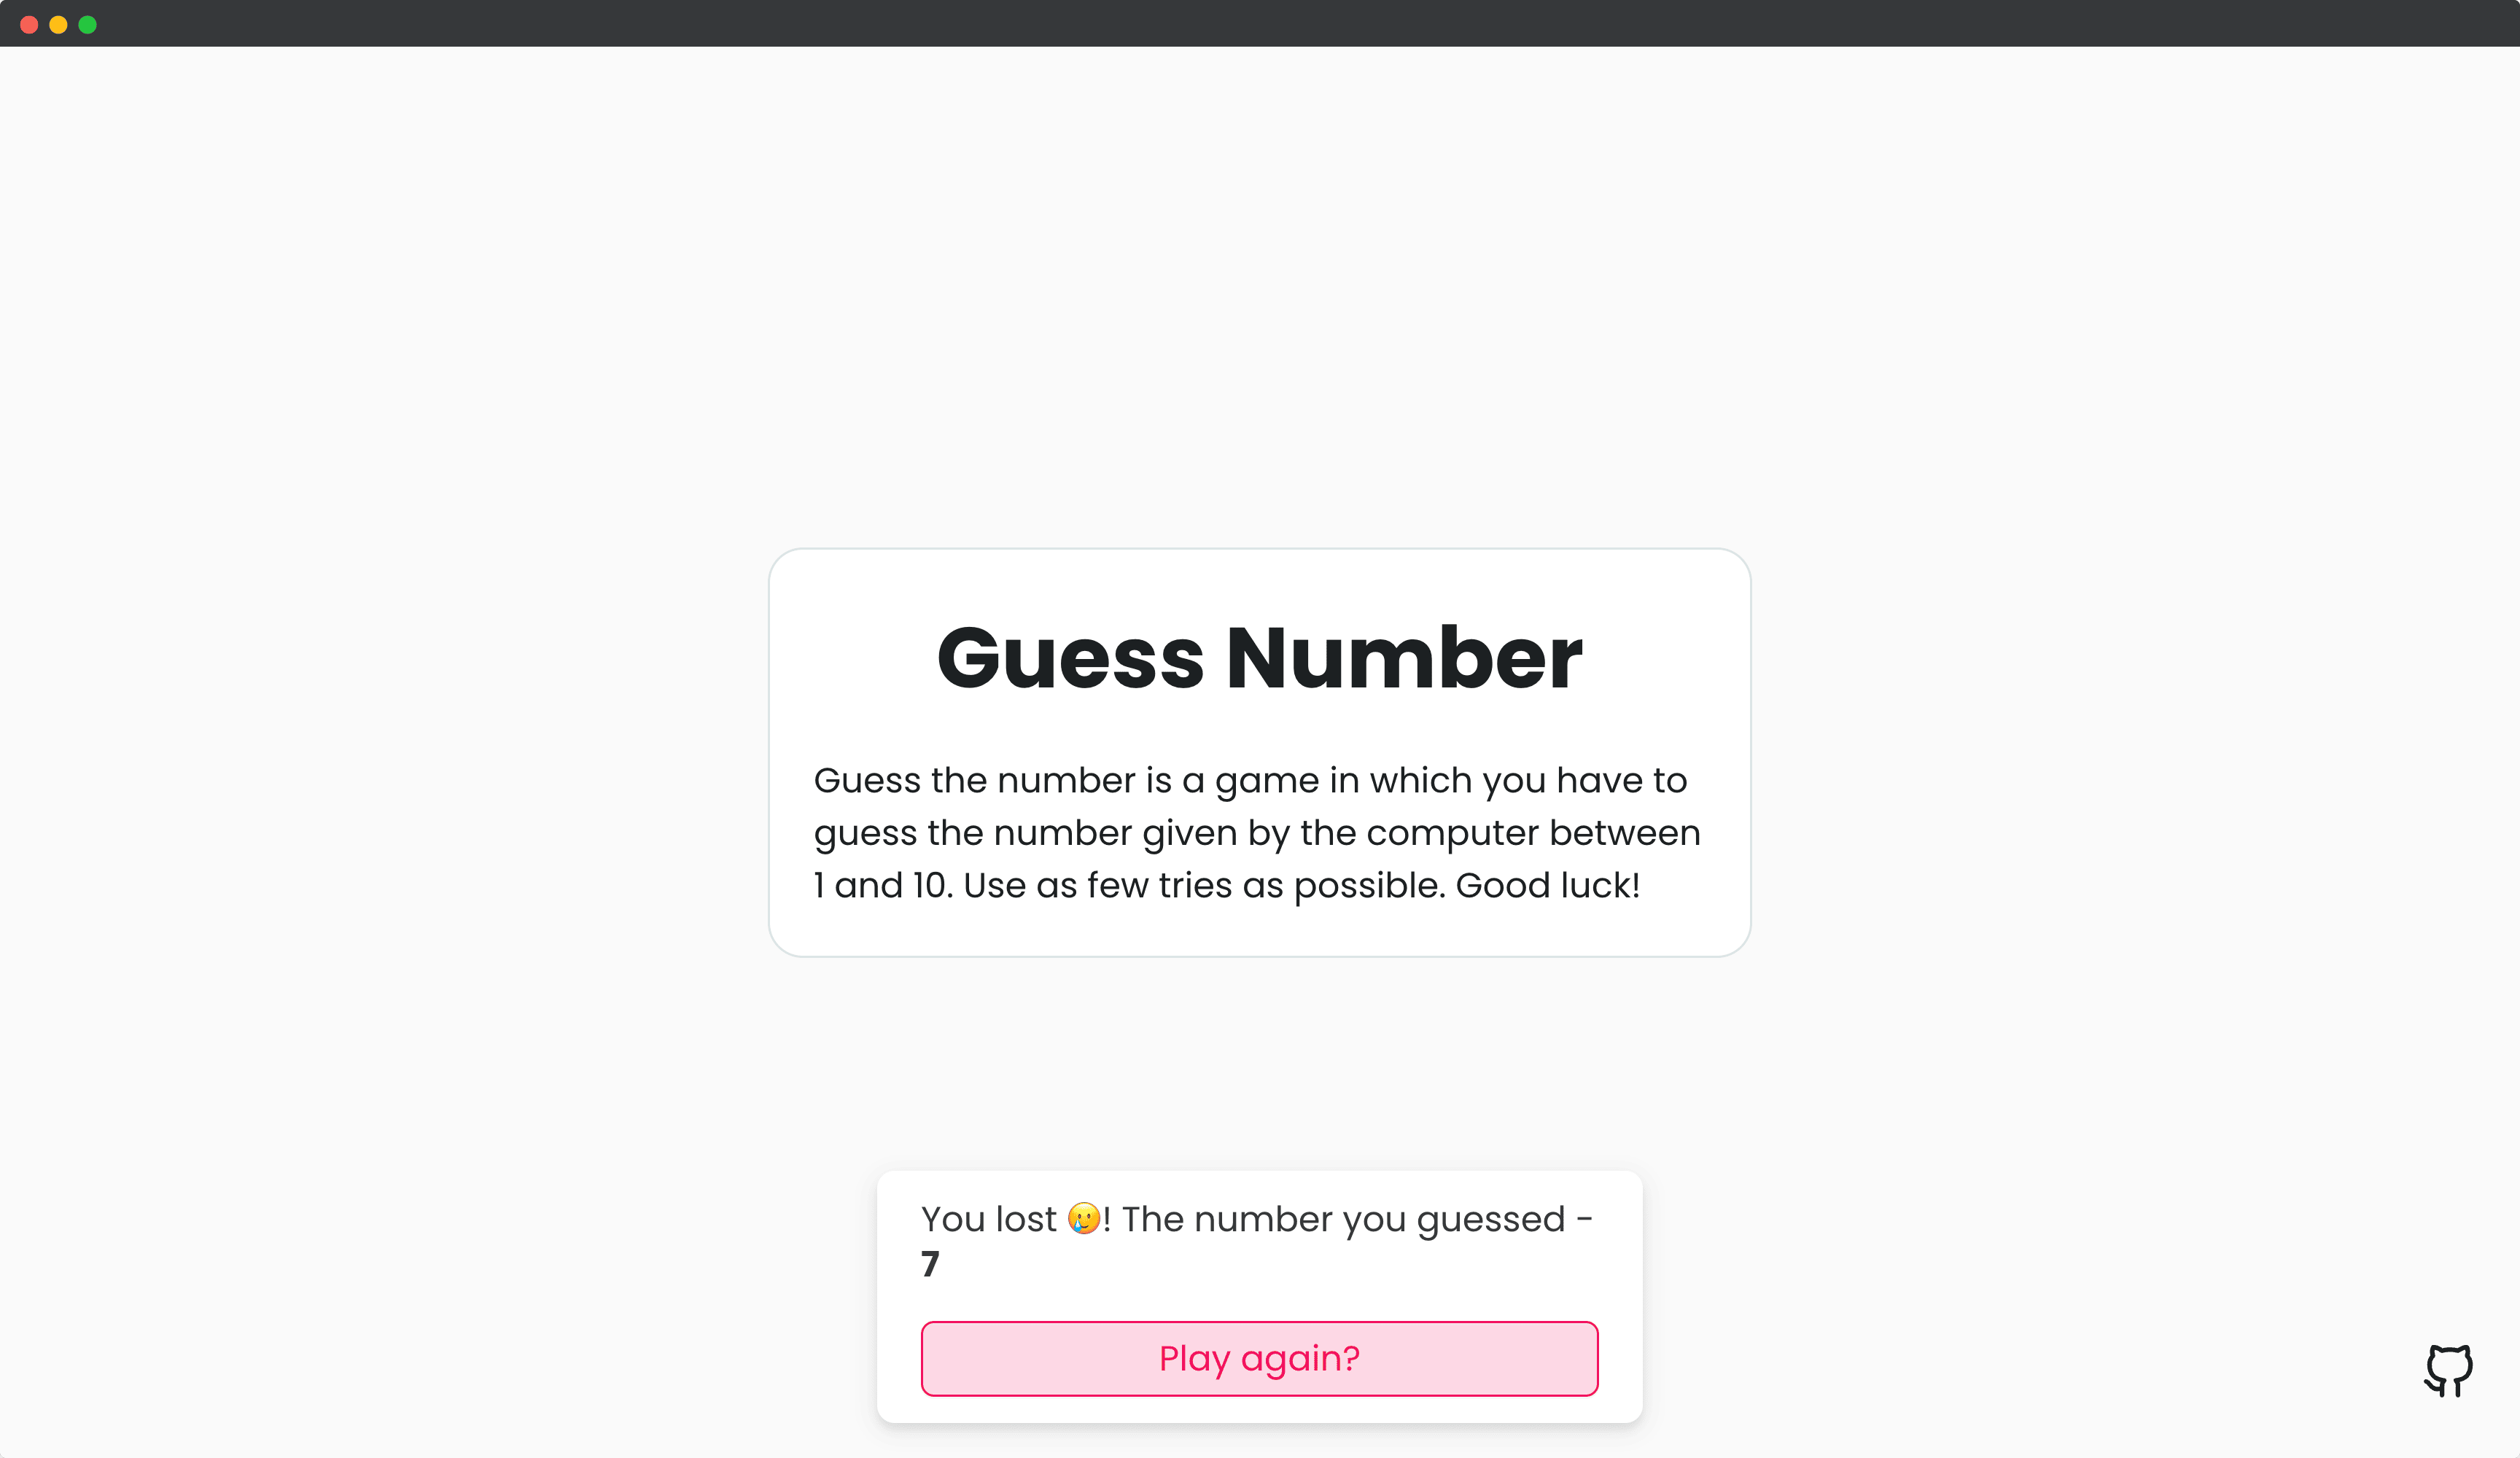 Guess Number
Guess the number is a game in which you have to
guess the number given by the computer between
1 and 10. Use as few tries as possible. Good luck!
You lost 🥲! The number you guessed -
7
Play again?